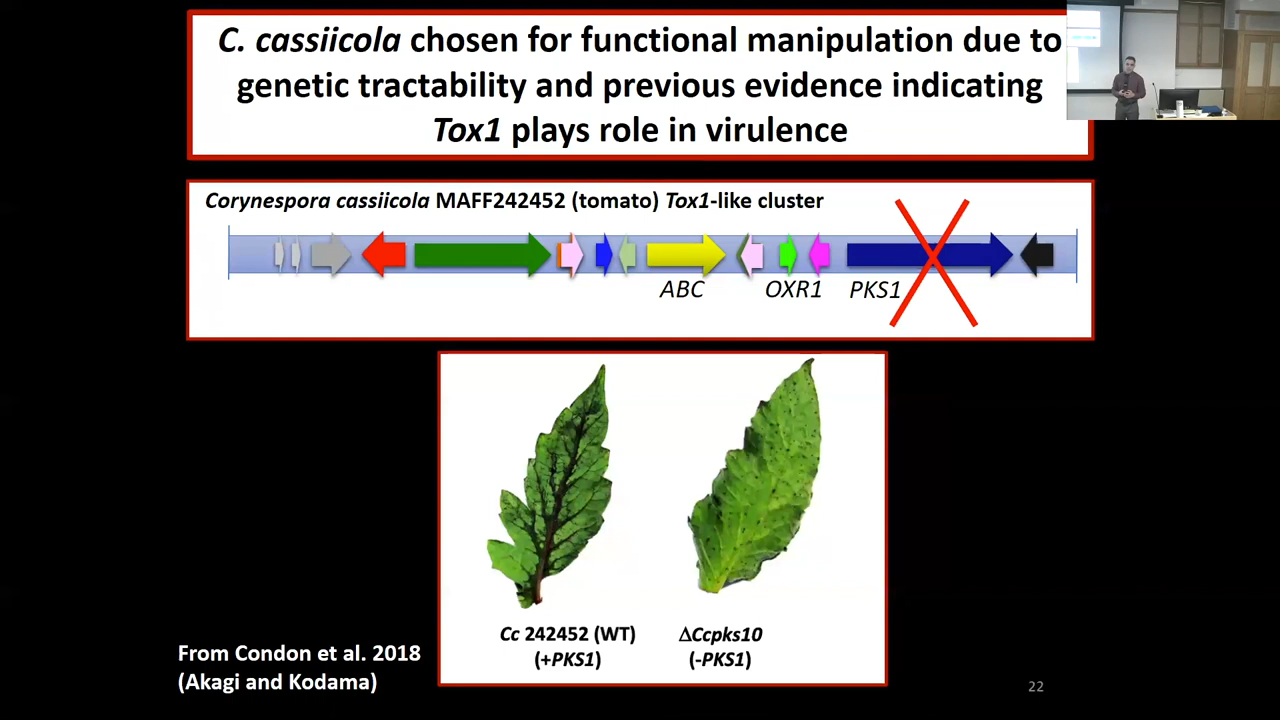 C. cassiicola chosen for functional manipulation due to
genetic tractability and previous evidence indicating
Tox1 plays role in virulence
Corynespora cassiicola MAFF242452 (tomato) Tox1-like cluster
ABC OXR1 PKS1
Cc 242452 (WT) ΔCcpks10
(+PKS1) (-PKS1)
From Condon et al. 2018
(Akagi and Kodama)
22